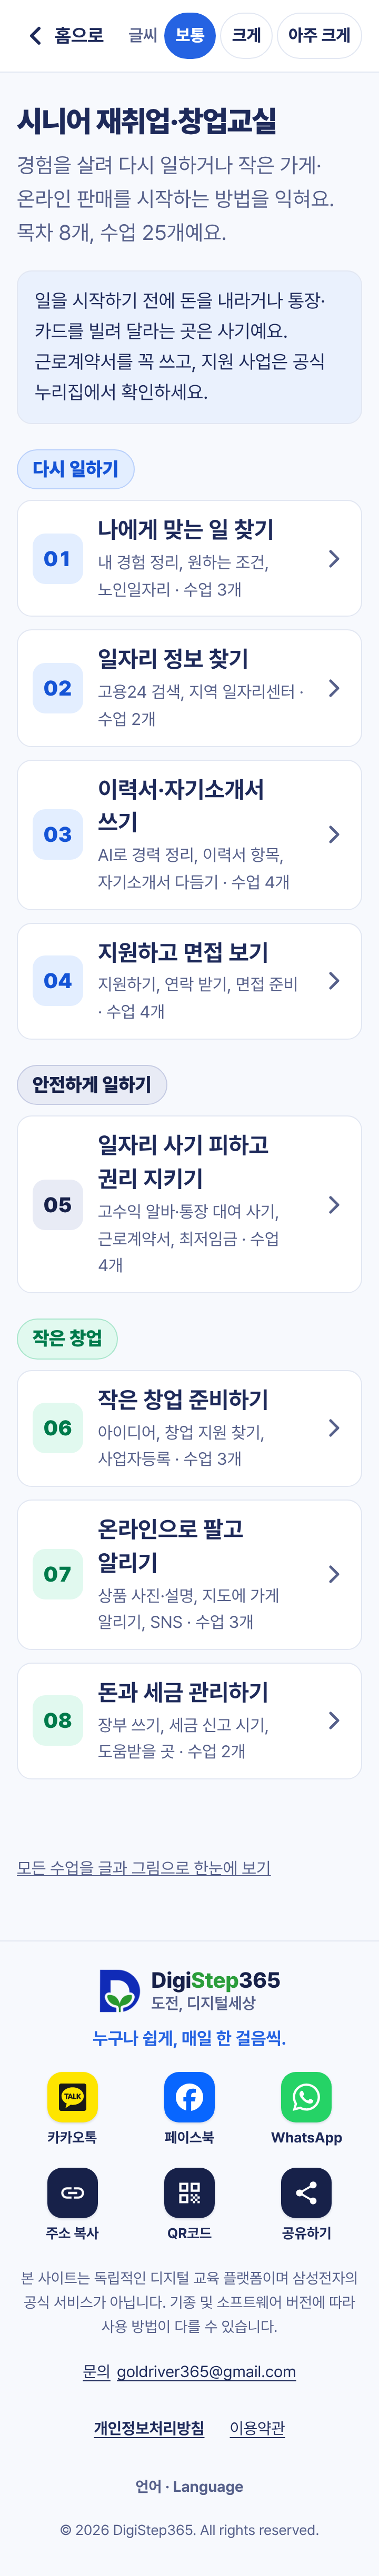 홈으로 글씨 보통 크게 아주 크게
시니어 재취업·창업교실
경험을 살려 다시 일하거나 작은 가게·
온라인 판매를 시작하는 방법을 익혀요.
목차 8개, 수업 25개예요.
일을 시작하기 전에 돈을 내라거나 통장·
카드를 빌려 달라는 곳은 사기예요.
근로계약서를 꼭 쓰고, 지원 사업은 공식
누리집에서 확인하세요.
다시 일하기
01
나에게 맞는 일 찾기
내 경험 정리, 원하는 조건,
노인일자리 · 수업 3개
02
일자리 정보 찾기
고용24 검색, 지역 일자리센터 ·
수업 2개
03
이력서·자기소개서
쓰기
AI로 경력 정리, 이력서 항목,
자기소개서 다듬기 · 수업 4개
04
지원하고 면접 보기
지원하기, 연락 받기, 면접 준비
· 수업 4개
안전하게 일하기
05
일자리 사기 피하고
권리 지키기
고수익 알바·통장 대여 사기,
근로계약서, 최저임금 · 수업
4개
작은 창업
06
작은 창업 준비하기
아이디어, 창업 지원 찾기,
사업자등록 · 수업 3개
07
온라인으로 팔고
알리기
상품 사진·설명, 지도에 가게
알리기, SNS · 수업 3개
08
돈과 세금 관리하기
장부 쓰기, 세금 신고 시기,
도움받을 곳 · 수업 2개
모든 수업을 글과 그림으로 한눈에 보기
DigiStep365
도전, 디지털세상
누구나 쉽게, 매일 한 걸음씩.
TALK
카카오톡 페이스북 WhatsApp
주소 복사 QR코드 공유하기
본 사이트는 독립적인 디지털 교육 플랫폼이며 삼성전자의
공식 서비스가 아닙니다. 기종 및 소프트웨어 버전에 따라
사용 방법이 다를 수 있습니다.
문의 goldriver365@gmail.com
개인정보처리방침 이용약관
언어 · Language
© 2026 DigiStep365. All rights reserved.